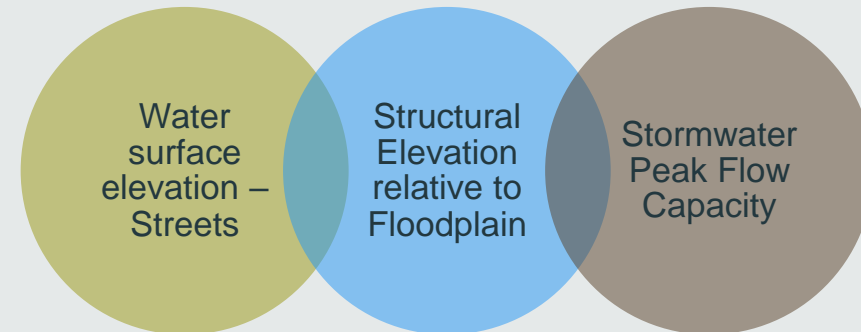 Water
surface
elevation –
Streets
Structural
Elevation
relative to
Floodplain
Stormwater
Peak Flow
Capacity